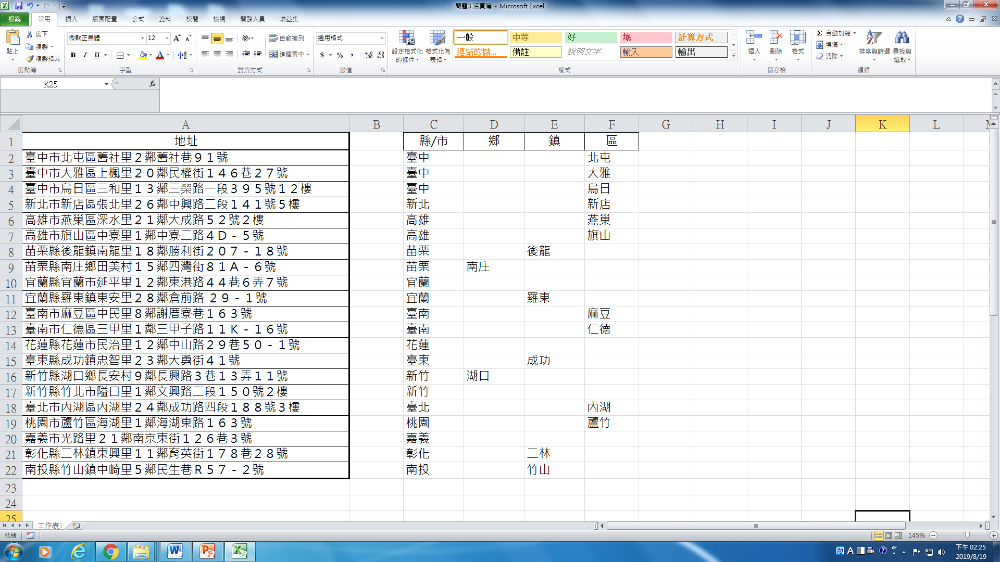 問題3 活頁簿 - Microsoft Excel
檔案 常用 插入 版面配置 公式 資料 校閱 檢視 開發人員 增益集
貼上 剪下 複製 複製格式 剪貼簿
微軟正黑體 12 B I U A 字型
自動換列 跨欄置中 對齊方式
通用格式 $ % , 數值
設定格式化的條件 格式化為表格
一般 中等 好 壞 計算方式
連結的儲... 備註 說明文字 輸入 輸出
樣式
插入 刪除 格式 儲存格
Σ 自動加總 填滿 清除 排序與篩選 尋找與選取 編輯
K25 fx
A B C D E F G H I J K L M
1 地址 縣/市 鄉 鎮 區
2 臺中市北屯區舊社里２鄰舊社巷９１號 臺中 北屯
3 臺中市大雅區上楓里２０鄰民權街１４６巷２７號 臺中 大雅
4 臺中市烏日區三和里１３鄰三榮路一段３９５號１２樓 臺中 烏日
5 新北市新店區張北里２６鄰中興路二段１４１號５樓 新北 新店
6 高雄市燕巢區深水里２１鄰大成路５２號２樓 高雄 燕巢
7 高雄市旗山區中寮里１鄰中寮二路４Ｄ－５號 高雄 旗山
8 苗栗縣後龍鎮南龍里１８鄰勝利街２０７－１８號 苗栗 後龍
9 苗栗縣南庄鄉田美村１５鄰四灣街８１Ａ－６號 苗栗 南庄
10 宜蘭縣宜蘭市延平里１２鄰東港路４４巷６弄７號 宜蘭
11 宜蘭縣羅東鎮東安里２８鄰倉前路 ２９－１號 宜蘭 羅東
12 臺南市麻豆區中民里８鄰謝厝寮巷１６３號 臺南 麻豆
13 臺南市仁德區三甲里１鄰三甲子路１１Ｋ－１６號 臺南 仁德
14 花蓮縣花蓮市民治里１２鄰中山路２９巷５０－１號 花蓮
15 臺東縣成功鎮忠智里２３鄰大勇街４１號 臺東 成功
16 新竹縣湖口鄉長安村９鄰長興路３巷１３弄１１號 新竹 湖口
17 新竹縣竹北市隘口里１鄰文興路二段１５０號２樓 新竹
18 臺北市內湖區內湖里２４鄰成功路四段１８８號３樓 臺北 內湖
19 桃園市蘆竹區海湖里１鄰海湖東路１６３號 桃園 蘆竹
20 嘉義市光路里２１鄰南京東街１２６巷３號 嘉義
21 彰化縣二林鎮東興里１１鄰育英街１７８巷２８號 彰化 二林
22 南投縣竹山鎮中崎里５鄰民生巷Ｒ５７－２號 南投 竹山
23
24
25
工作表1
就緒 145%
下午 02:25
2019/8/19